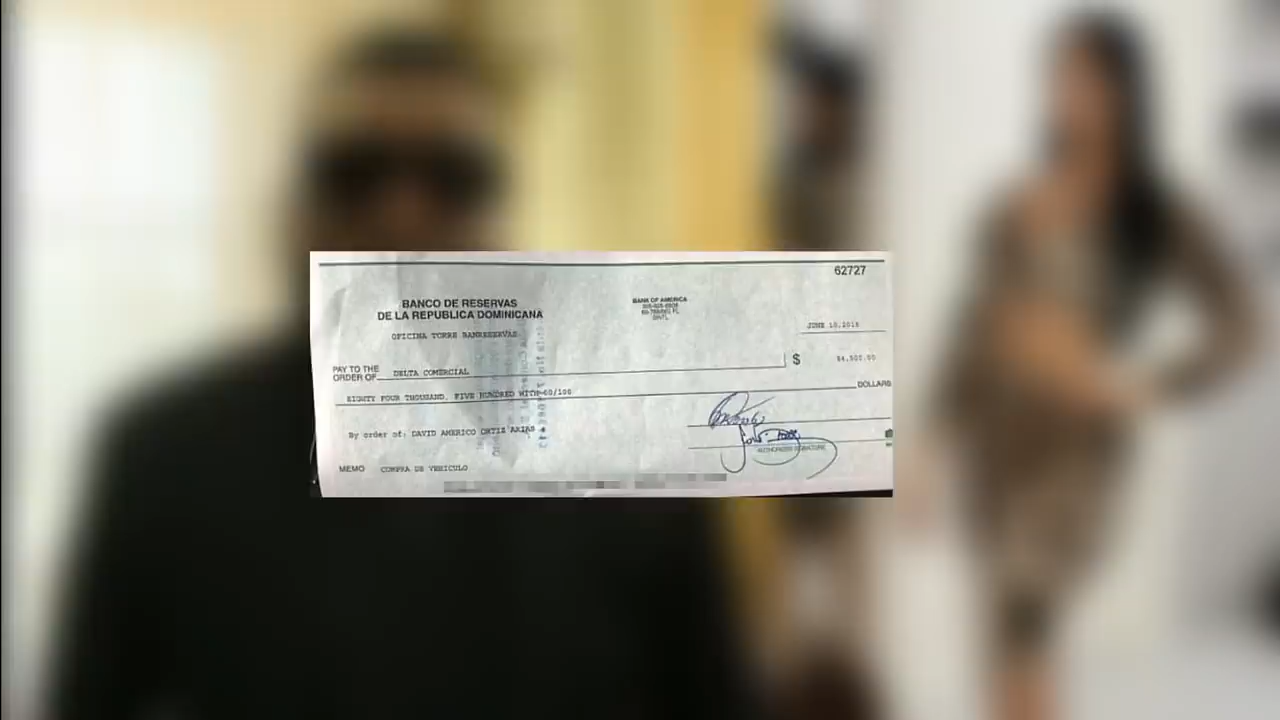 62727
BANCO DE RESERVAS
DE LA REPUBLICA DOMINICANA
BANK OF AMERICA
OFICINA TORRE BANRESERVAS
JUNE 10,2015
PAY TO THE
ORDER OF DELTA COMERCIAL
$ 84,500.00
EIGHTY FOUR THOUSAND, FIVE HUNDRED WITH 00/100
DOLLARS
By order of: DAVID AMERICO ORTIZ ARIAS
AUTHORIZED SIGNATURE
MEMO COMPRA DE VEHICULO